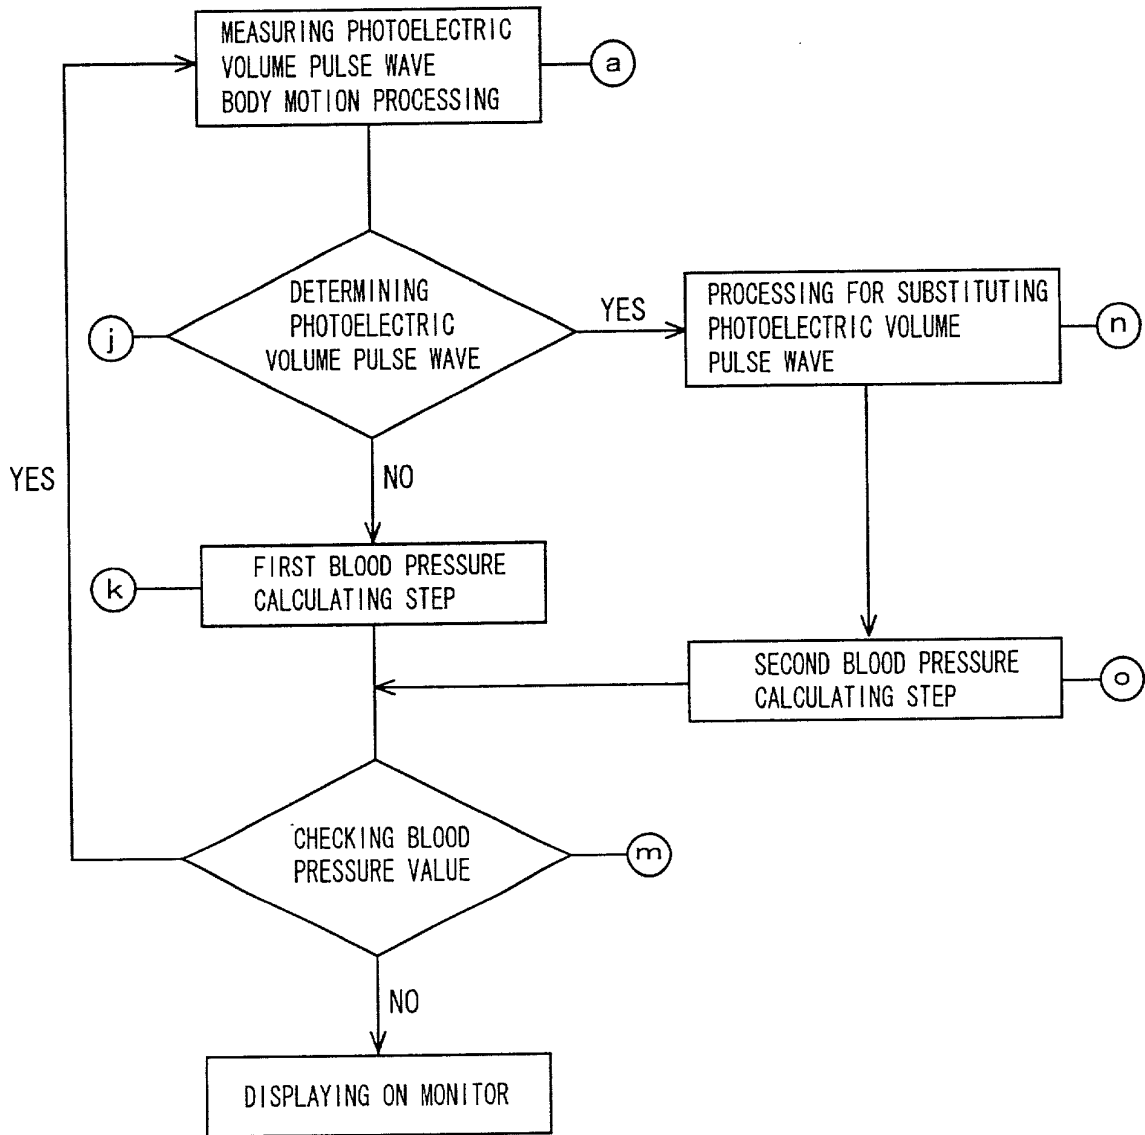 MEASURING PHOTOELECTRIC
VOLUME PULSE WAVE
BODY MOTION PROCESSING
a
DETERMINING
PHOTOELECTRIC
VOLUME PULSE WAVE
j
YES
PROCESSING FOR SUBSTITUTING
PHOTOELECTRIC VOLUME
PULSE WAVE
n
YES
NO
FIRST BLOOD PRESSURE
CALCULATING STEP
k
SECOND BLOOD PRESSURE
CALCULATING STEP
o
CHECKING BLOOD
PRESSURE VALUE
m
NO
DISPLAYING ON MONITOR